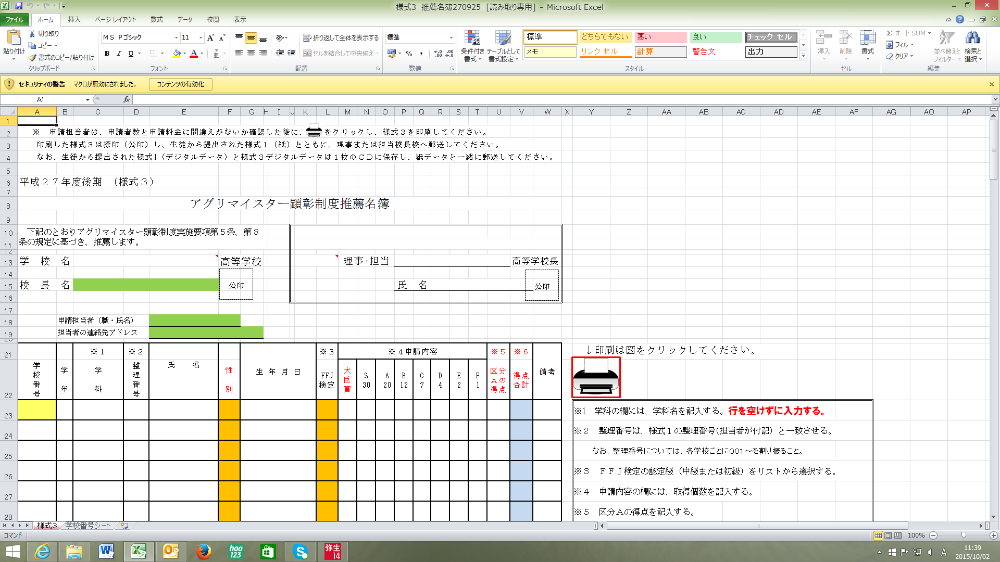 様式3 推薦名簿270925 [読み取り専用] - Microsoft Excel
ファイル ホーム 挿入 ページ レイアウト 数式 データ 校閲 表示
貼り付け 切り取り コピー 書式のコピー/貼り付け クリップボード
ＭＳ Ｐゴシック 11 B I U フォント
折り返して全体を表示する セルを結合して中央揃え 配置
標準 % , 数値
条件付き書式 テーブルとして書式設定
標準 どちらでもない 悪い 良い チェック セル
メモ リンク セル 計算 警告文 出力
スタイル
挿入 削除 書式 セル
Σ オート SUM フィル クリア 並べ替えとフィルター 検索と選択 編集
セキュリティの警告 マクロが無効にされました。 コンテンツの有効化
A1 fx
A B C D E F G H I J K L M N O P Q R S T U V W X Y Z AA AB AC AD AE AF AG AO AP
1
2 ※ 申請担当者は、申請者数と申請料金に間違えがないか確認した後に、をクリックし、様式３を印刷してください。
3 印刷した様式３は捺印（公印）し、生徒から提出された様式１（紙）とともに、理事または担当校長校へ郵送してください。
4 なお、生徒から提出された様式1（デジタルデータ）と様式３デジタルデータは１枚のＣＤに保存し、紙データと一緒に郵送してください。
5
6 平成２７年度後期 （様式３）
7
8 アグリマイスター顕彰制度推薦名簿
9
10 下記のとおりアグリマイスター顕彰制度実施要項第５条、第８
11 条の規定に基づき、推薦します。
12
13 学 校 名 高等学校 理事・担当 高等学校長
14
15 校 長 名 公印 氏 名 公印
16
17
18 申請担当者（職・氏名）
19 担当者の連絡先アドレス
20
21 ※１ ※２ ※３ ※４申請内容 ※５ ※６ ↓印刷は図をクリックしてください。
22 学校番号 学年 学科 整理番号 氏 名 性別 生 年 月 日 FFJ検定 大臣賞 S30 A20 B12 C7 D4 E2 F1 区分Ａの得点 得点合計 備考
23 ※1 学科の欄には、学科名を記入する。行を空けずに入力する。
24 ※２ 整理番号は、様式１の整理番号（担当者が付記）と一致させる。
25 なお、整理番号については、各学校ごとに001～を割り振ること。
26 ※３ ＦＦＪ検定の認定級（中級または初級）をリストから選択する。
27 ※４ 申請内容の欄には、取得個数を記入する。
28 ※５ 区分Ａの得点を記入する。
様式3 学校番号シート
コマンド 100%
hao123 弥生14
A 11:39
2015/10/02